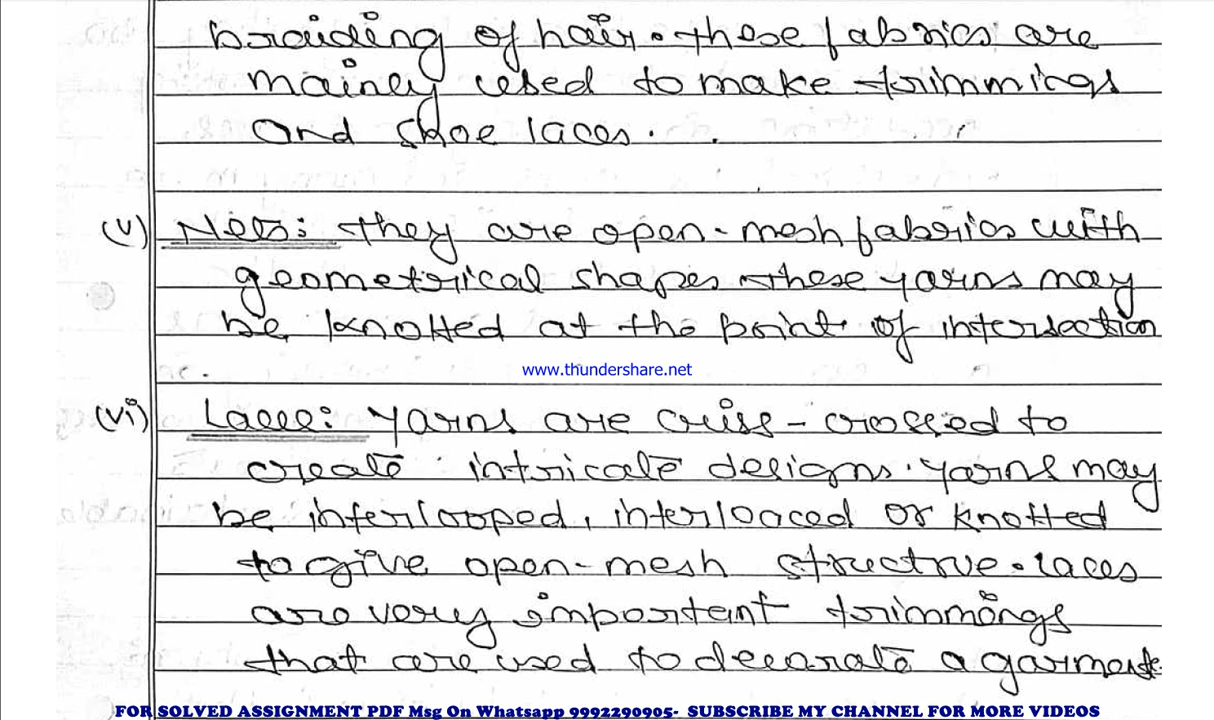 braiding of hair. these fabrics are
mainly used to make trimmings
and shoe laces.
(v) Nets: they are open-mesh fabrics with
geometrical shapes these yarns may
be knotted at the point of intersection
www.thundershare.net
(vi) Laces: yarns are criss-crossed to
create intricate designs. yarns may
be interlooped, interlaced or knotted
to give open-mesh structure. laces
are very important trimmings
that are used to decorate a garment
FOR SOLVED ASSIGNMENT PDF Msg On Whatsapp 9992290905- SUBSCRIBE MY CHANNEL FOR MORE VIDEOS